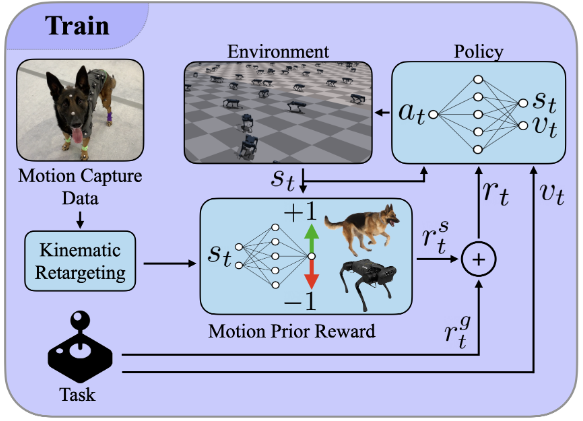 Train
Environment
Policy
a_t
s_t
v_t
Motion Capture
Data
s_t
r_t
v_t
Kinematic
Retargeting
s_t
+1
−1
r_t^s
+
Motion Prior Reward
r_t^g
Task